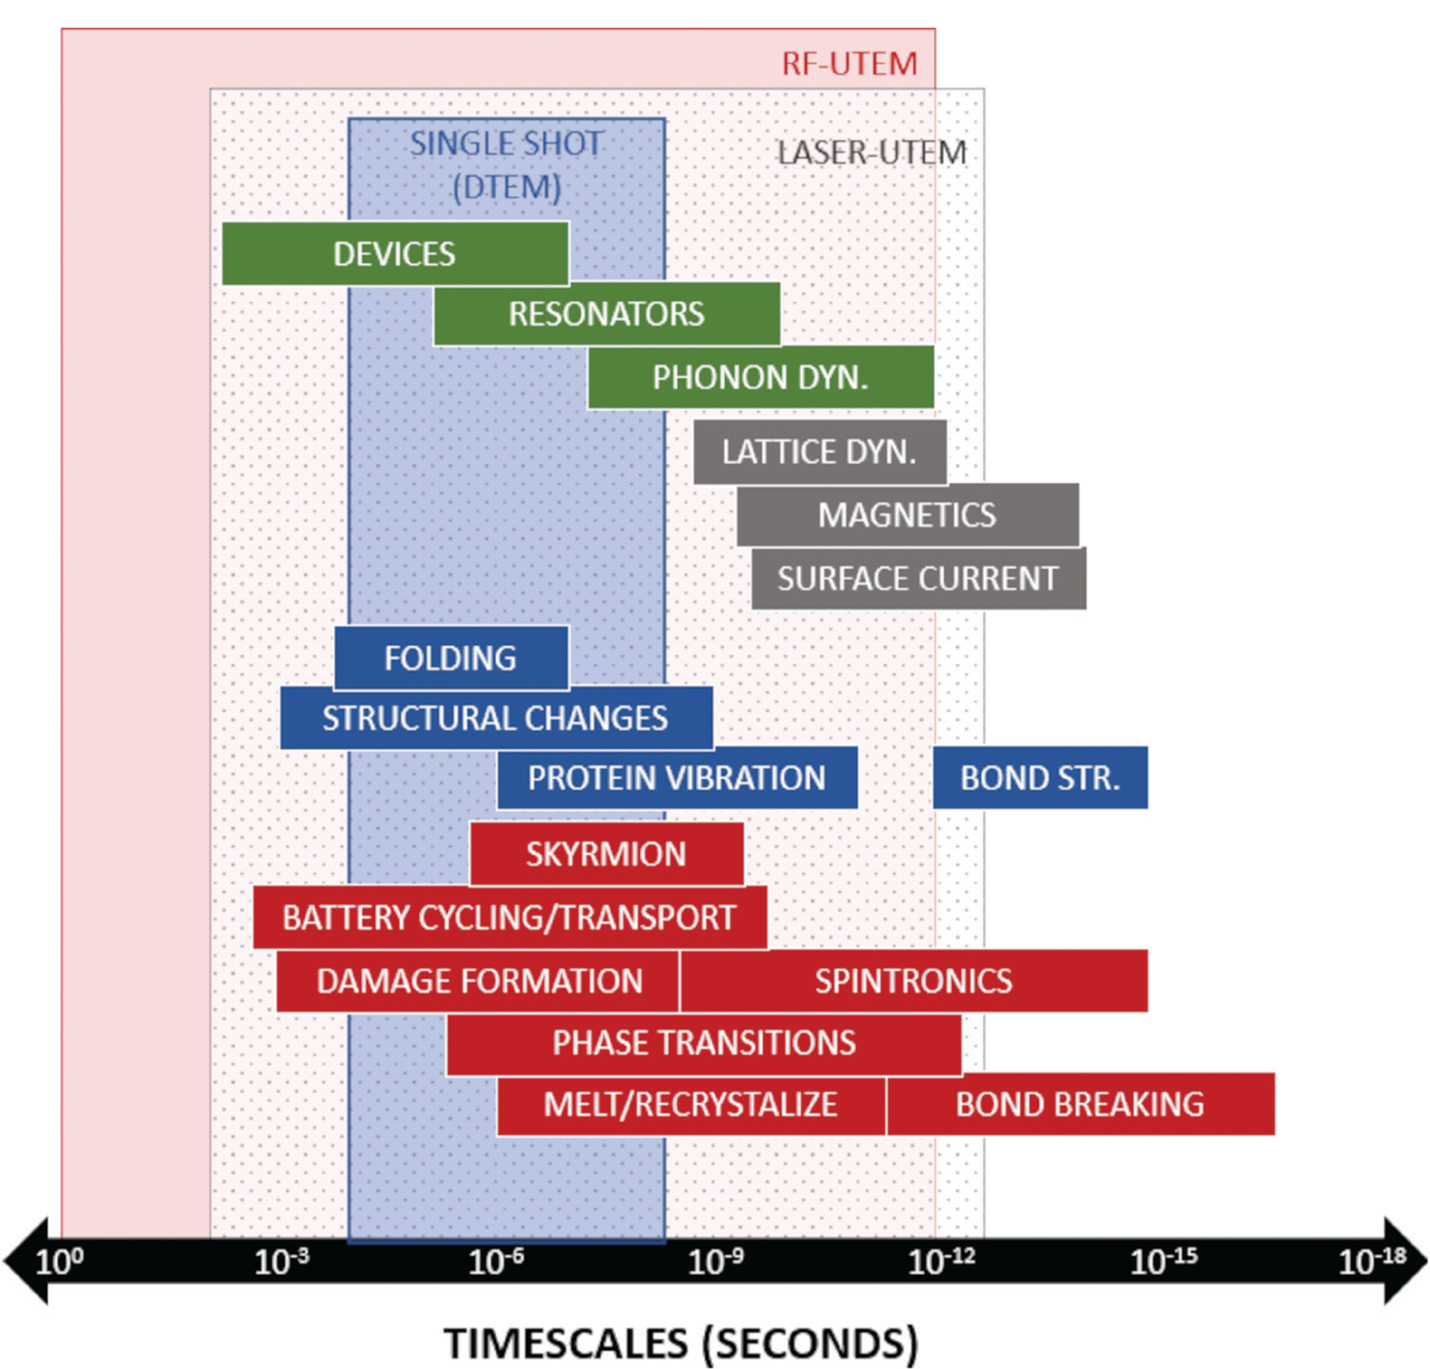 RF-UTEM
SINGLE SHOT
(DTEM)
LASER-UTEM
DEVICES
RESONATORS
PHONON DYN.
LATTICE DYN.
MAGNETICS
SURFACE CURRENT
FOLDING
STRUCTURAL CHANGES
PROTEIN VIBRATION
BOND STR.
SKYRMION
BATTERY CYCLING/TRANSPORT
DAMAGE FORMATION
SPINTRONICS
PHASE TRANSITIONS
MELT/RECRYSTALIZE
BOND BREAKING
10⁰ 10⁻³ 10⁻⁶ 10⁻⁹ 10⁻¹² 10⁻¹⁵ 10⁻¹⁸
TIMESCALES (SECONDS)